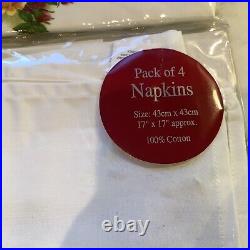 Pack of 4
Napkins
Size: 43cm x 43cm
17" x 17" approx.
100% Cotton